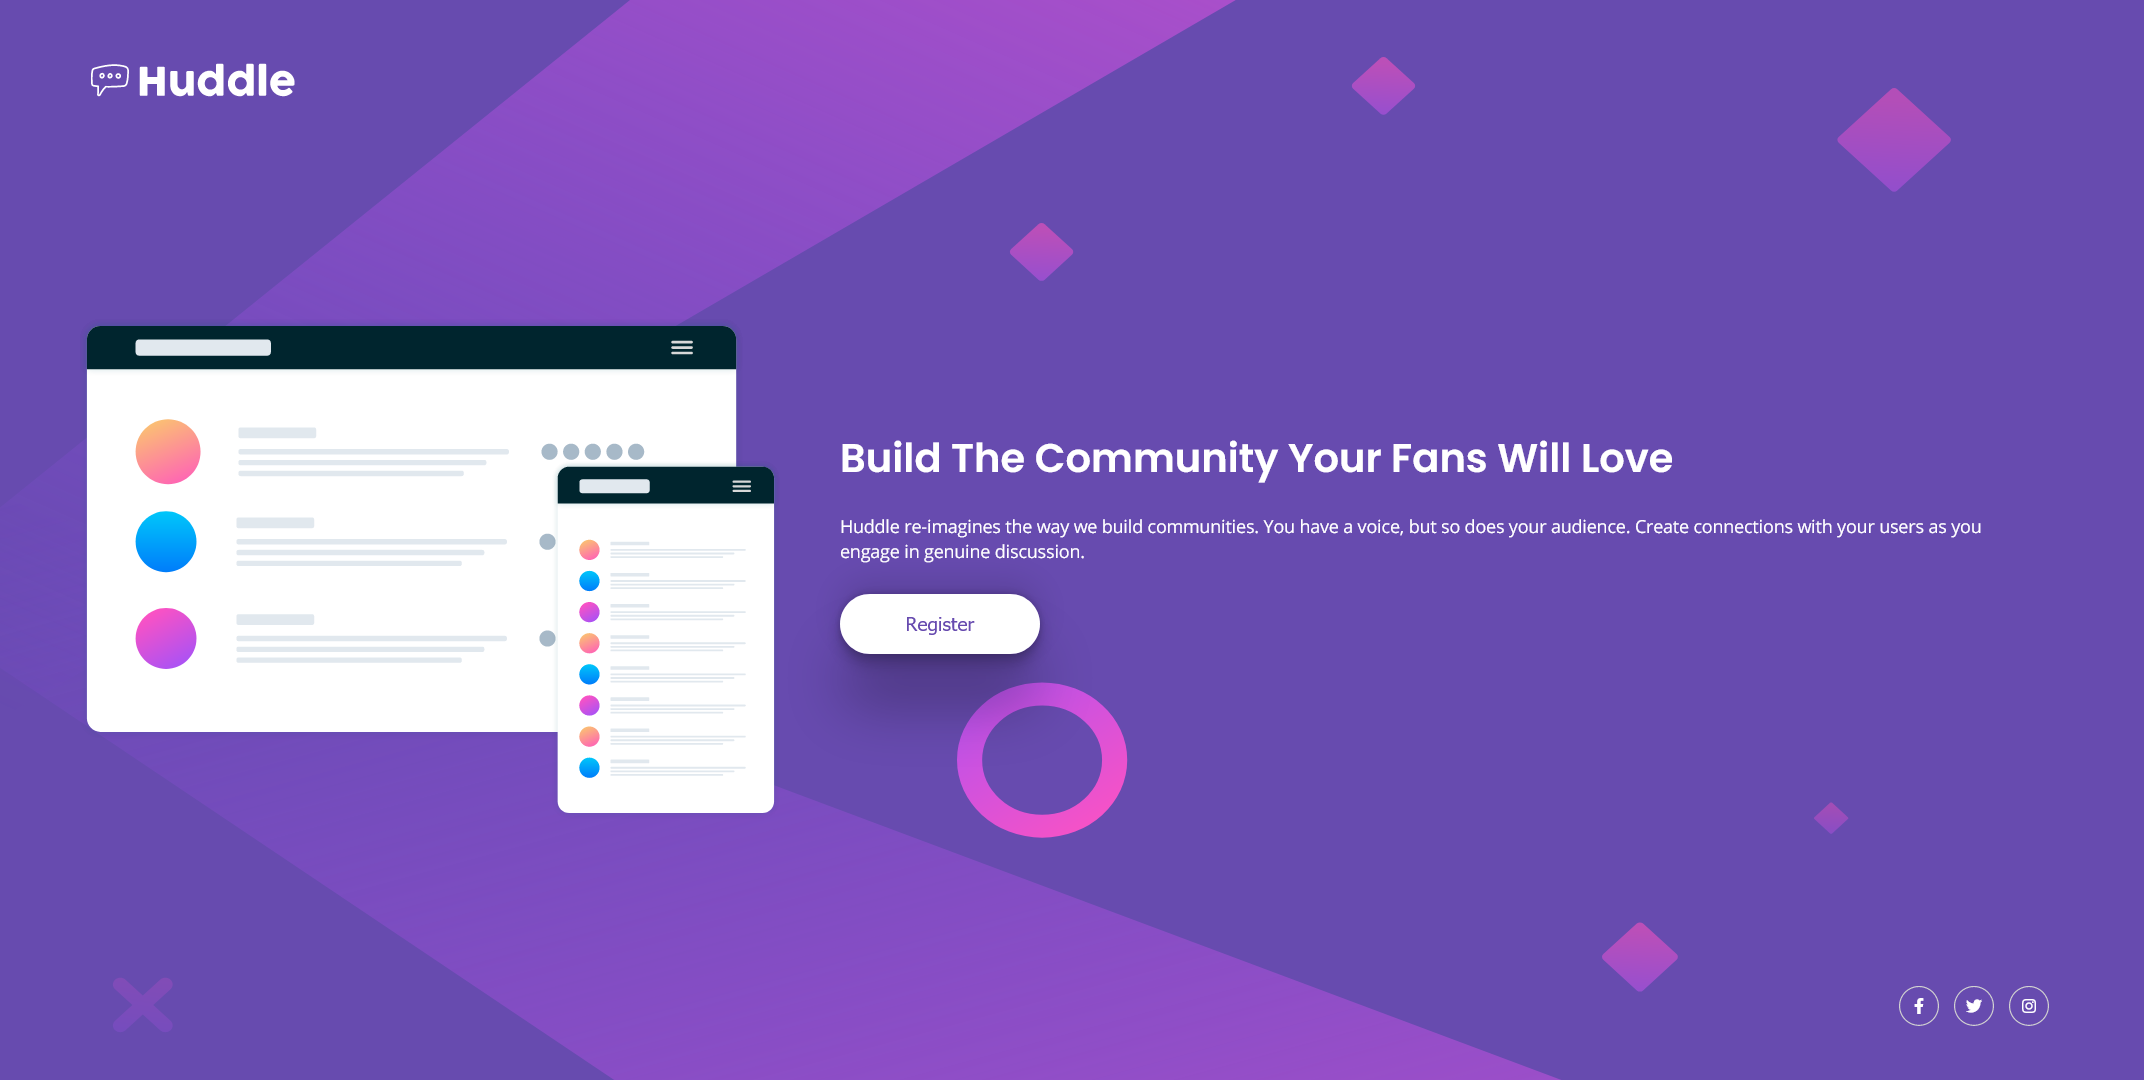 Huddle
Build The Community Your Fans Will Love
Huddle re-imagines the way we build communities. You have a voice, but so does your audience. Create connections with your users as you
engage in genuine discussion.
Register